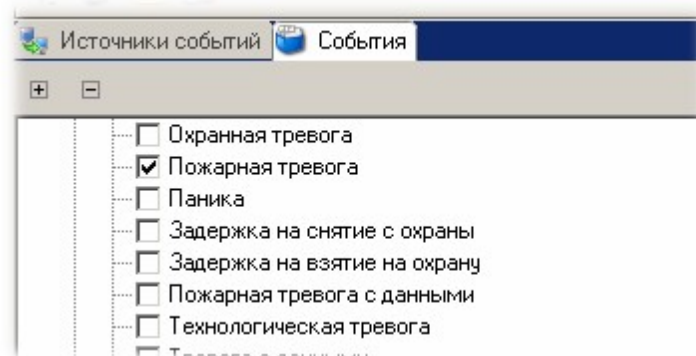 Источники событий События
Охранная тревога
Пожарная тревога
Паника
Задержка на снятие с охраны
Задержка на взятие на охрану
Пожарная тревога с данными
Технологическая тревога